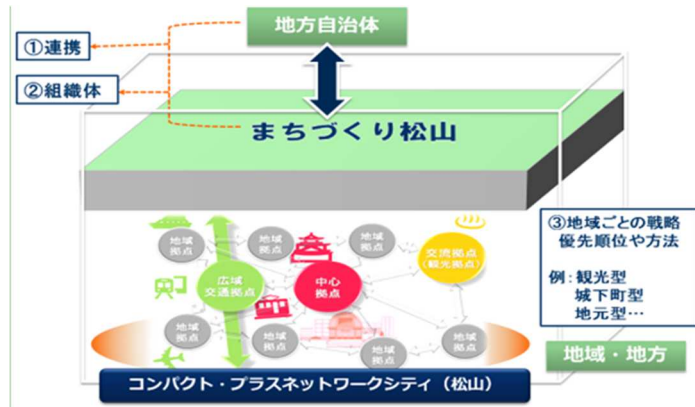 地方自治体
①連携
②組織体
まちづくり松山
地域
拠点
地域
拠点
地域
拠点
交流拠点
(観光拠点)
広域
交通拠点
中心
拠点
地域
拠点
地域
拠点
地域
拠点
地域
拠点
③地域ごとの戦略
優先順位や方法
例：観光型
城下町型
地元型…
地域・地方
コンパクト・プラスネットワークシティ（松山）